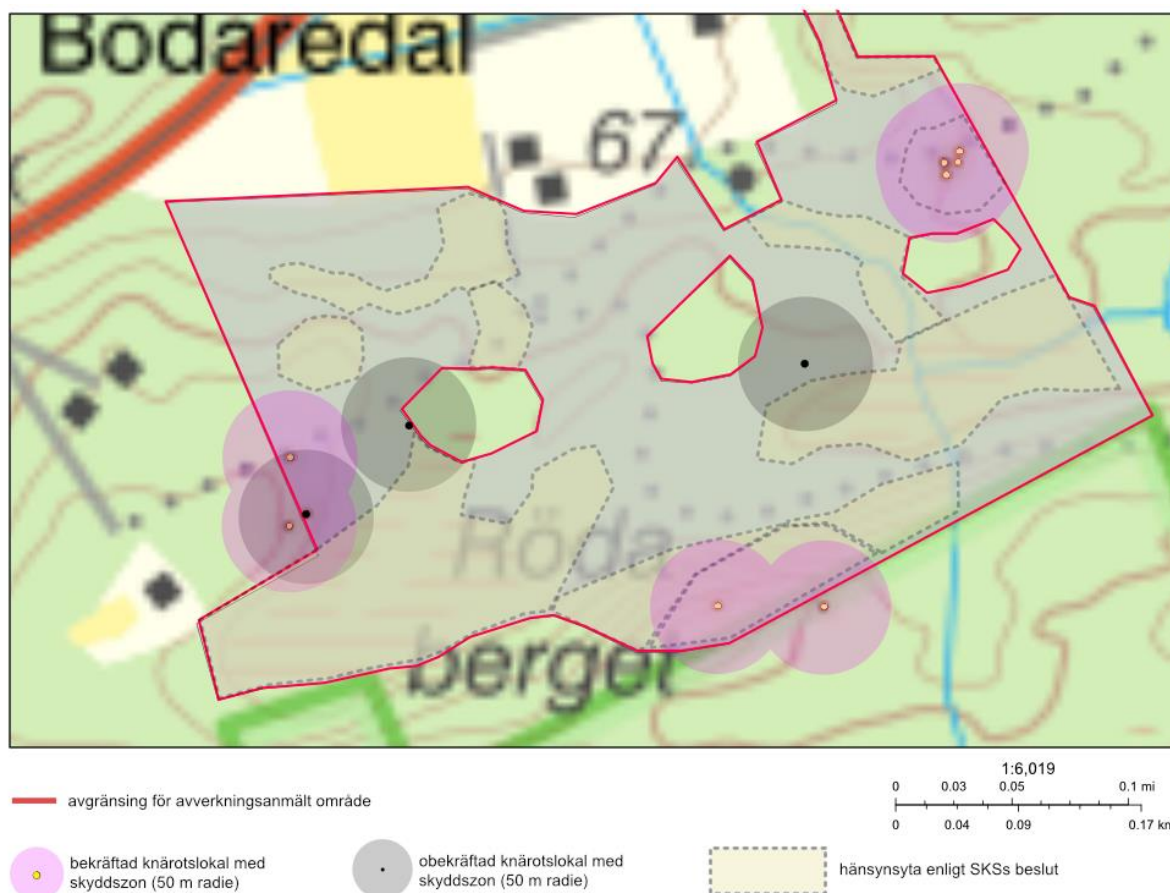 Bodaredal
67
Röda
berget
1:6,019
0 0.03 0.05 0.1 mi
0 0.04 0.09 0.17 km
avgränsing för avverkningsanmält område
bekräftad knärotslokal med
skyddszon (50 m radie)
obekräftad knärotslokal med
skyddszon (50 m radie)
hänsynsyta enligt SKSs beslut